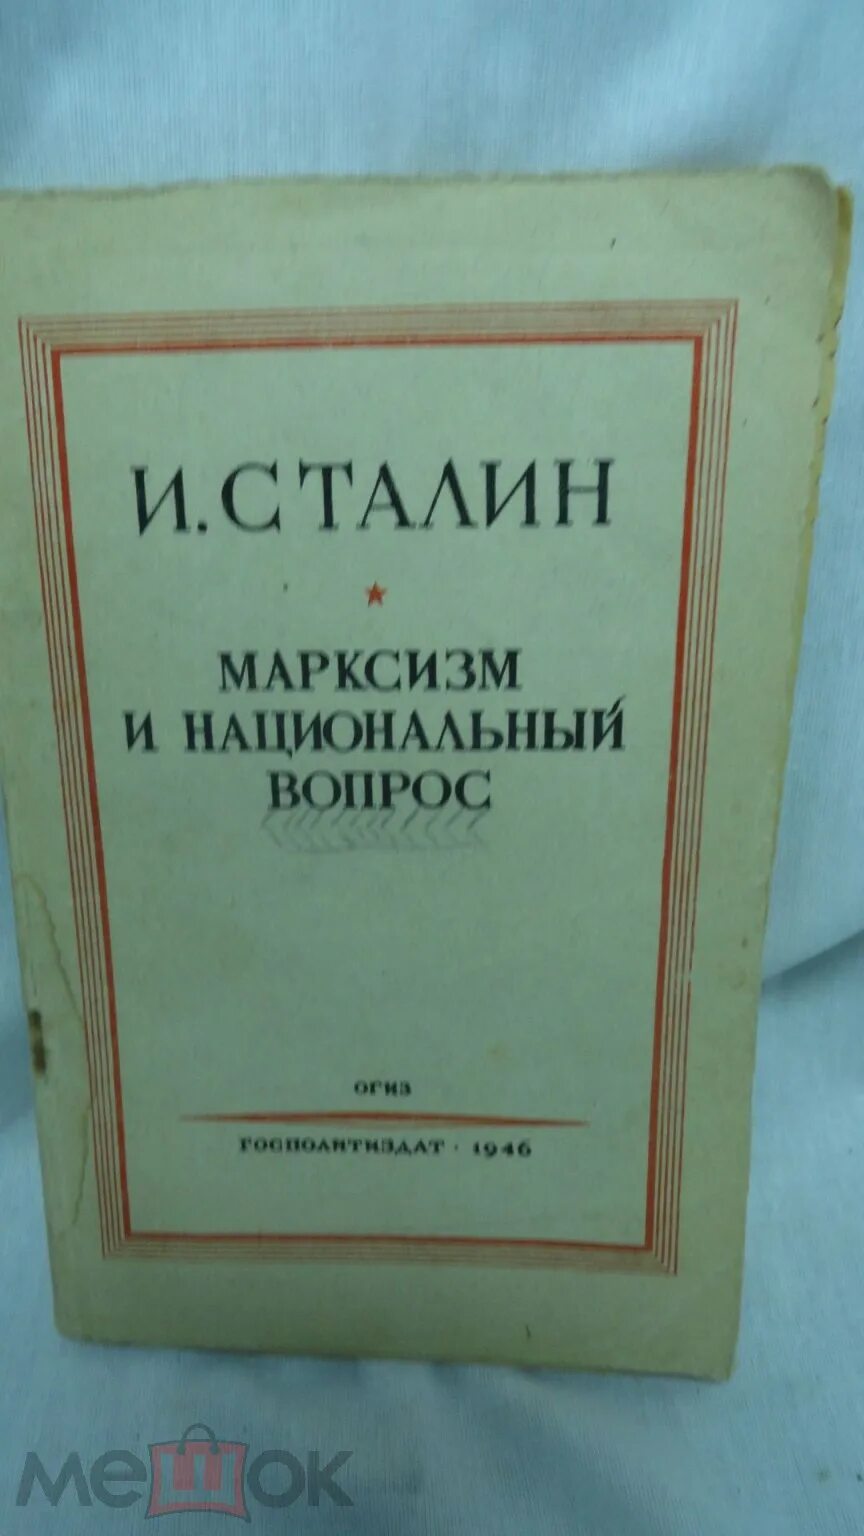 И. СТАЛИН
МАРКСИЗМ
И НАЦИОНАЛЬНЫЙ
ВОПРОС
ОГИЗ
ГОСПОЛИТИЗДАТ · 1946
мешок